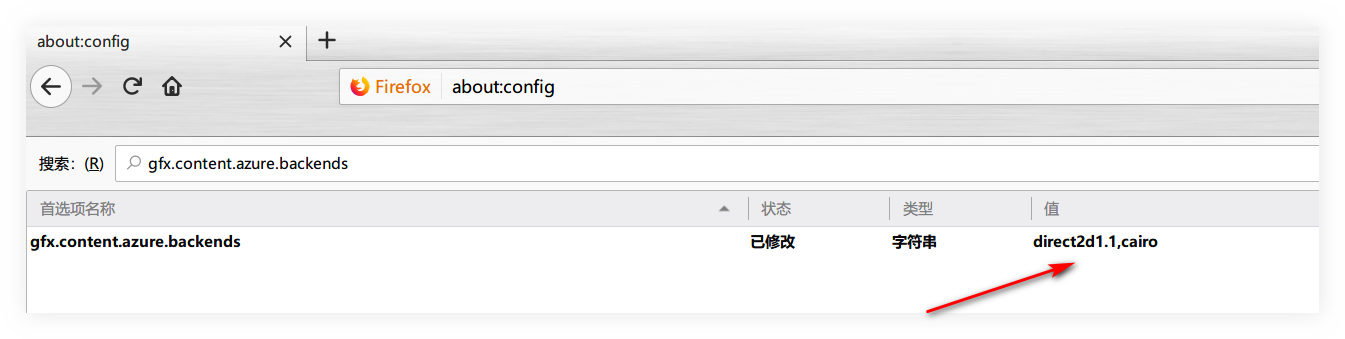 about:config
Firefox about:config
搜索：(R) gfx.content.azure.backends
首选项名称 状态 类型 值
gfx.content.azure.backends 已修改 字符串 direct2d1.1,cairo